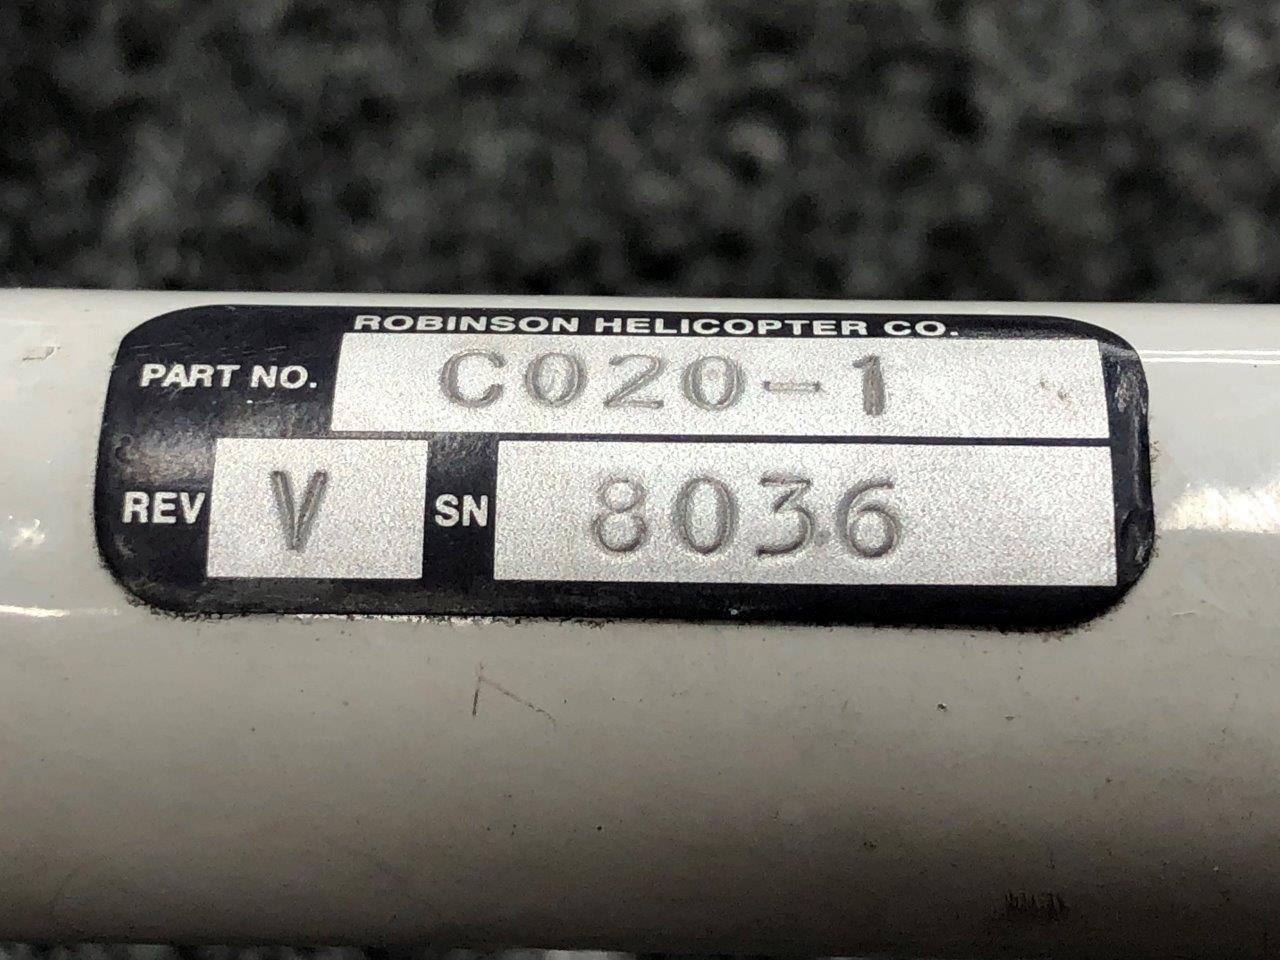 ROBINSON HELICOPTER CO.
PART NO. C020-1
REV V SN 8036